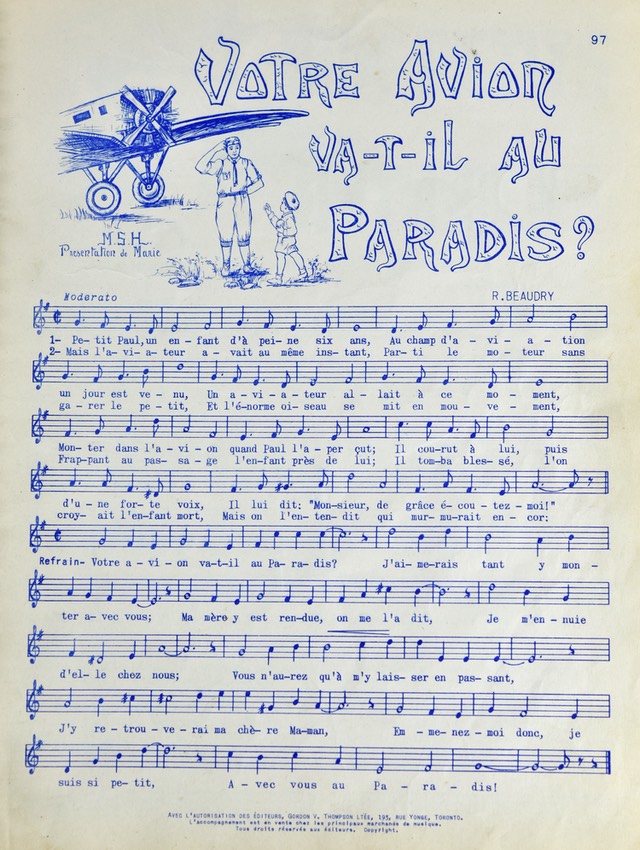 97
VOTRE AVION
VA-T-IL AU
PARADIS?
M.S.H.
Présentation de Marie
Moderato
R.BEAUDRY
1- Pe- tit Paul,un en-fant d'à pei-ne six ans, Au champ d'a - vi - a - tion
2- Mais l'a-vi-a-teur a-vait au même ins-tant, Par-ti le mo-teur sans
un jour est ve-nu, Un a-vi-a-teur al-lait à ce mo-ment,
ga-rer le pe-tit, Et l'é-norme oi-seau se mit en mou-ve-ment,
Mon-ter dans l'a-vi-on quand Paul l'a-per çut; Il cou-rut à lui, puis
Frap-pant au pas-sa-ge l'en-fant près de lui; Il tom-ba bles-sé, l'on
d'u-ne for-te voix, Il lui dit: "Mon-sieur, de grâce é-cou-tez-moi!"
croy-ait l'en-fant mort, Mais on l'en-ten-dit qui mur-mu-rait en-cor:
Refrain- Votre a-vi-on va-t-il au Pa-ra-dis? J'ai-me-rais tant y mon-
ter a-vec vous; Ma mère y est ren-due, on me l'a dit, Je m'en-nuie
d'el-le chez nous; Vous n'au-rez qu'à m'y lais-ser en pas-sant,
J'y re-trou-ve-rai ma chè-re Ma-man, Em-me-nez-moi donc, je
suis si pe-tit, A-vec vous au Pa-ra-dis!
AVEC L'AUTORISATION DES ÉDITEURS, GORDON V. THOMPSON LTÉE, 193, RUE YONGE, TORONTO.
L'accompagnement est en vente chez les principaux marchands de musique.
Tous droits réservés aux éditeurs. Copyright.